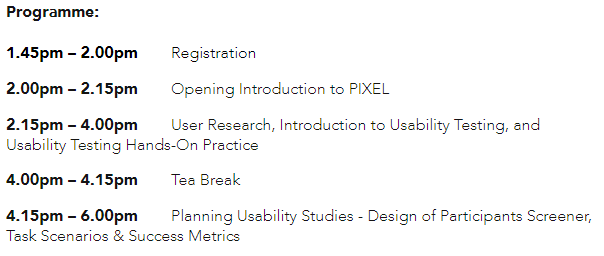 Programme:
1.45pm – 2.00pm Registration
2.00pm – 2.15pm Opening Introduction to PIXEL
2.15pm – 4.00pm User Research, Introduction to Usability Testing, and
Usability Testing Hands-On Practice
4.00pm – 4.15pm Tea Break
4.15pm – 6.00pm Planning Usability Studies - Design of Participants Screener,
Task Scenarios & Success Metrics